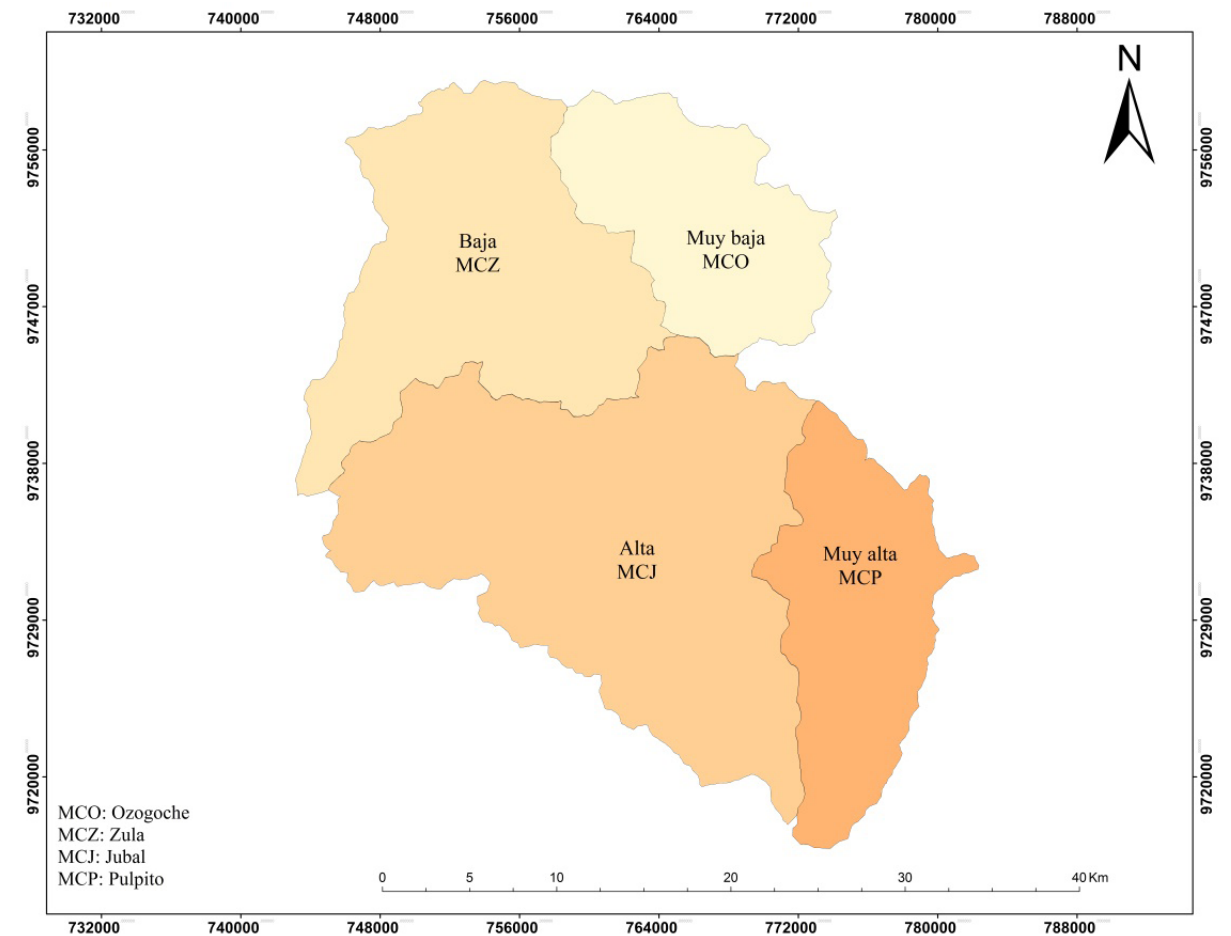 732000 740000 748000 756000 764000 772000 780000 788000
N
9756000 9756000
Baja
MCZ
Muy baja
MCO
9747000 9747000
9738000 9738000
Alta
MCJ
Muy alta
MCP
9729000 9729000
9720000 9720000
MCO: Ozogoche
MCZ: Zula
MCJ: Jubal
MCP: Pulpito
0 5 10 20 30 40 Km
732000 740000 748000 756000 764000 772000 780000 788000